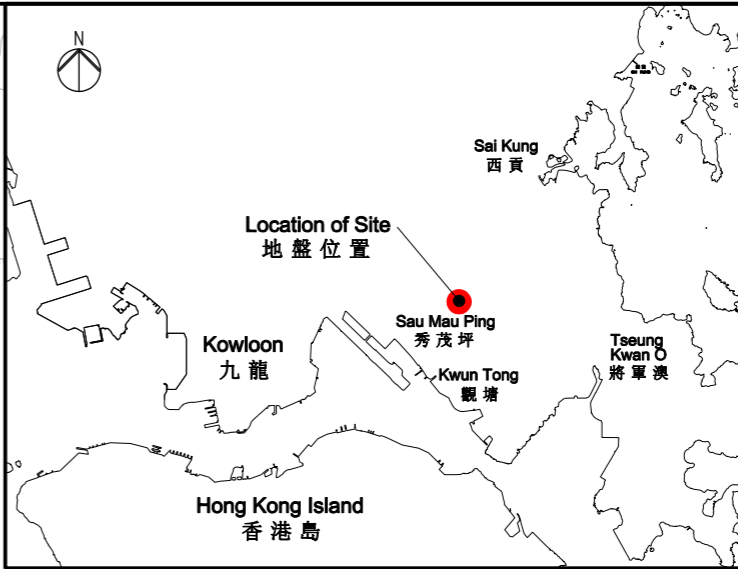 N
Sai Kung
西貢
Location of Site
地盤位置
Sau Mau Ping
秀茂坪
Kowloon
九龍
Tseung
Kwan O
將軍澳
Kwun Tong
觀塘
Hong Kong Island
香港島